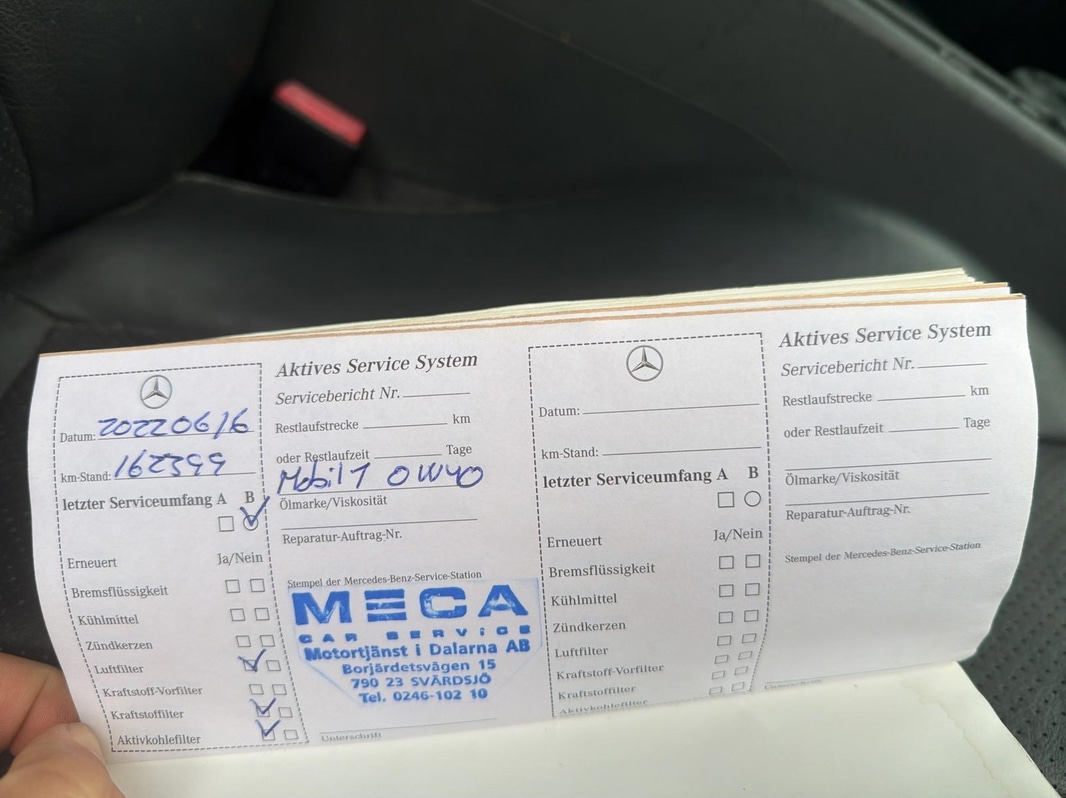 Datum: 20220616
km-Stand: 162399
letzter Serviceumfang A B
Erneuert Ja/Nein
Bremsflüssigkeit
Kühlmittel
Zündkerzen
Luftfilter
Kraftstoff-Vorfilter
Kraftstoffilter
Aktivkohlefilter
Aktives Service System
Servicebericht Nr.
Restlaufstrecke km
oder Restlaufzeit Tage
Mobil 1 0W40
Ölmarke/Viskosität
Reparatur-Auftrag-Nr.
Stempel der Mercedes-Benz-Service-Station
MECA
CAR SERVICE
Motortjänst i Dalarna AB
Borjärdetsvägen 15
790 23 SVÄRDSJÖ
Tel. 0246-102 10
Unterschrift
Datum:
km-Stand:
letzter Serviceumfang A B
Erneuert Ja/Nein
Bremsflüssigkeit
Kühlmittel
Zündkerzen
Luftfilter
Kraftstoff-Vorfilter
Kraftstoffilter
Aktivkohlefilter
Aktives Service System
Servicebericht Nr.
Restlaufstrecke km
oder Restlaufzeit Tage
Ölmarke/Viskosität
Reparatur-Auftrag-Nr.
Stempel der Mercedes-Benz-Service-Station